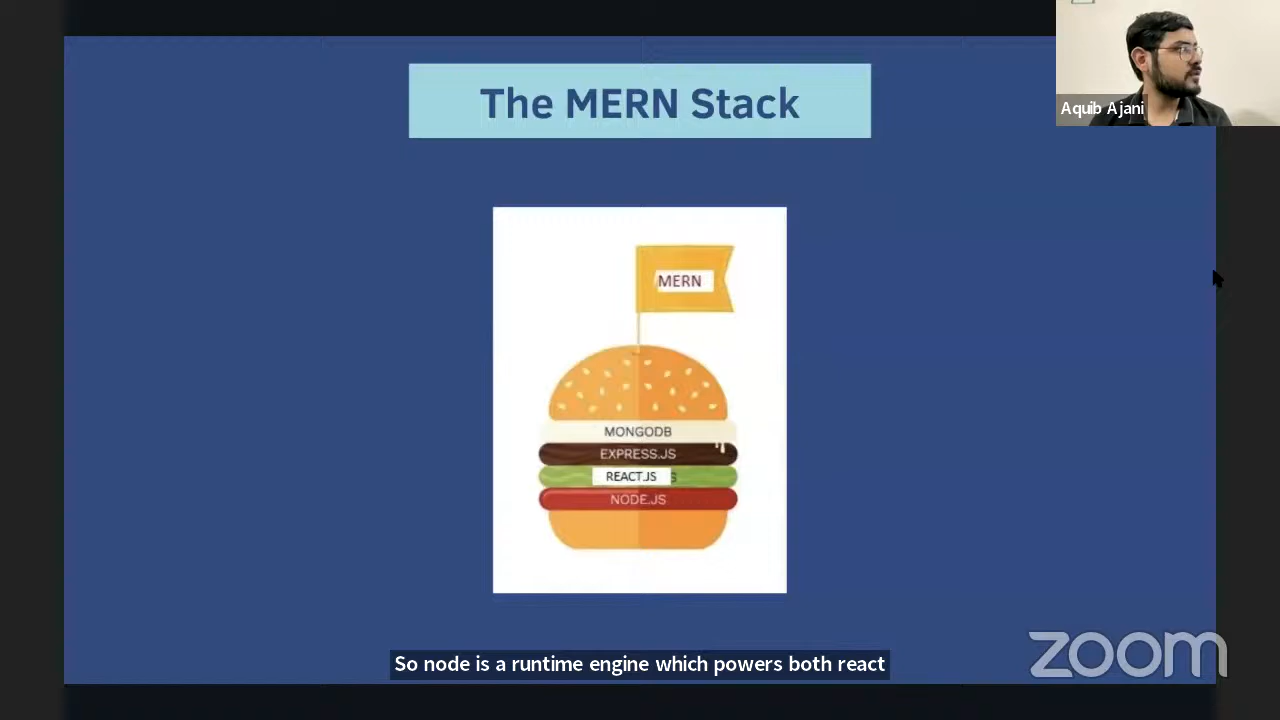 The MERN Stack
Aquib Ajani
MERN
MONGODB
EXPRESS.JS
REACT.JS S
NODE.JS
So node is a runtime engine which powers both react
zoom